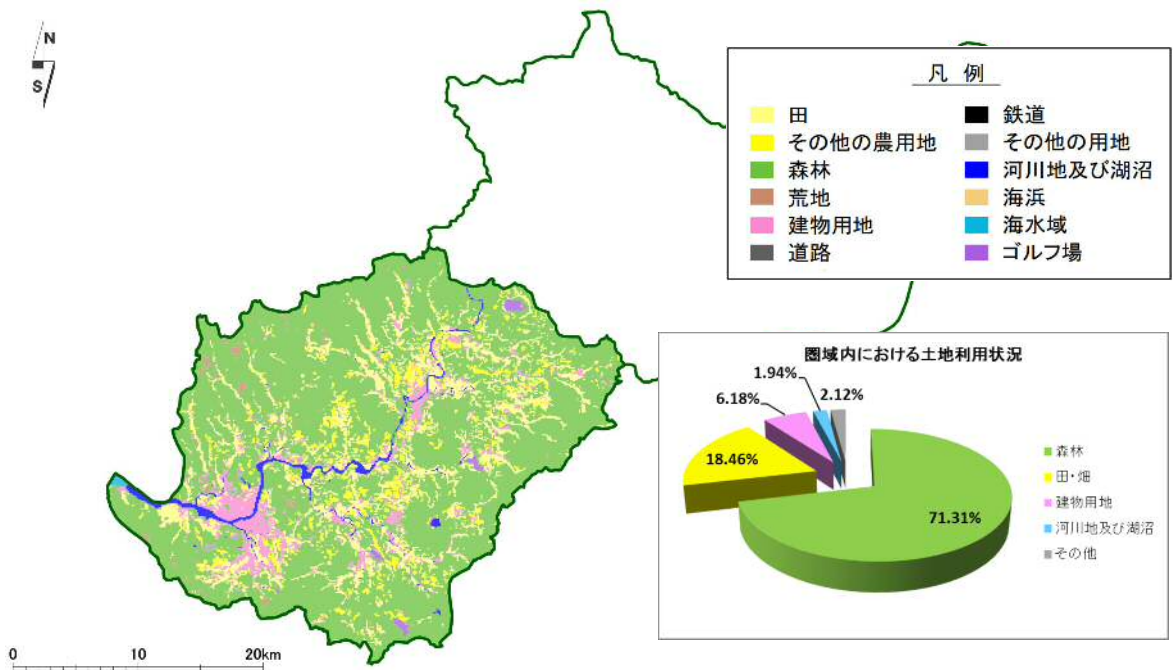 N
S
凡 例
田
その他の農用地
森林
荒地
建物用地
道路
鉄道
その他の用地
河川地及び湖沼
海浜
海水域
ゴルフ場
圏域内における土地利用状況
1.94%
2.12%
6.18%
18.46%
71.31%
森林
田・畑
建物用地
河川地及び湖沼
その他
0 10 20km